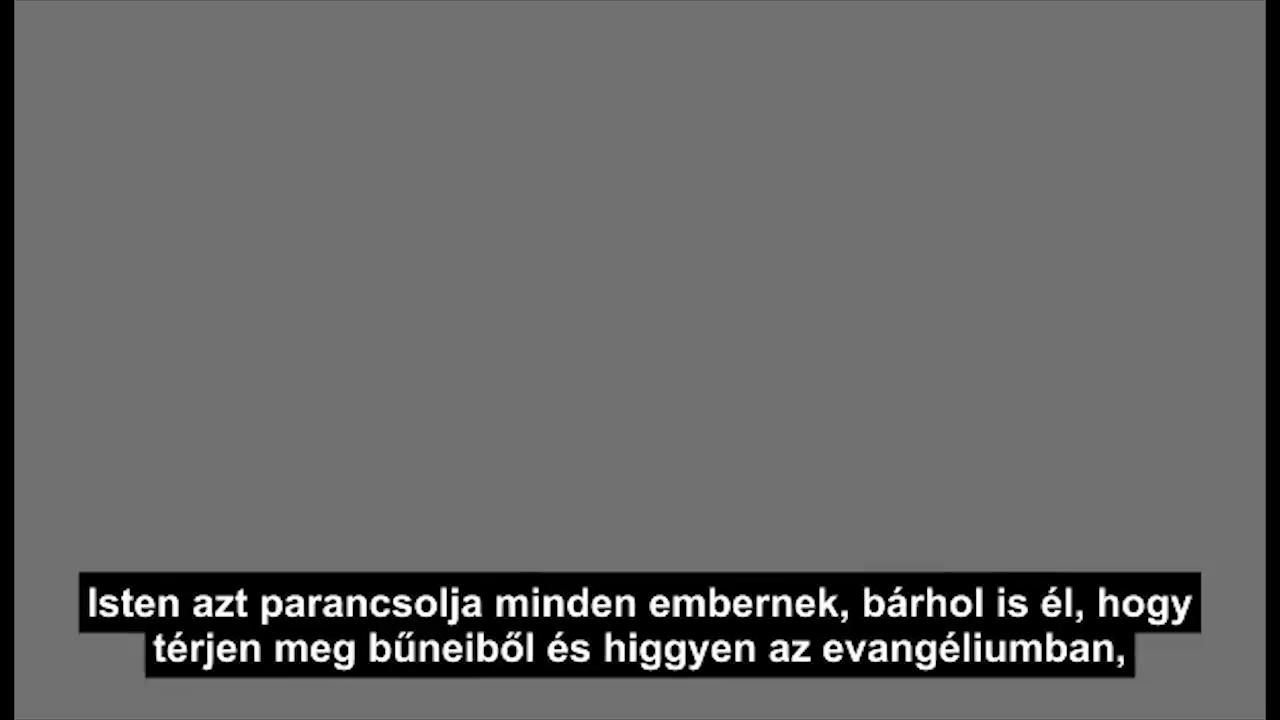 Isten azt parancsolja minden embernek, bárhol is él, hogy
térjen meg bűneiből és higgyen az evangéliumban,